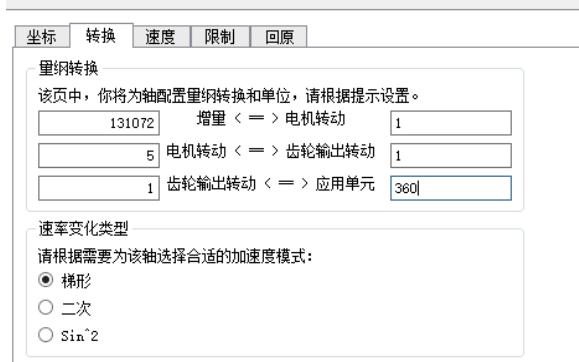 坐标 转换 速度 限制 回原
量纲转换
该页中，你将为轴配置量纲转换和单位，请根据提示设置。
131072 增量 < = > 电机转动 1
5 电机转动 < = > 齿轮输出转动 1
1 齿轮输出转动 < = > 应用单元 360
速率变化类型
请根据需要为该轴选择合适的加速度模式：
梯形
二次
Sin^2